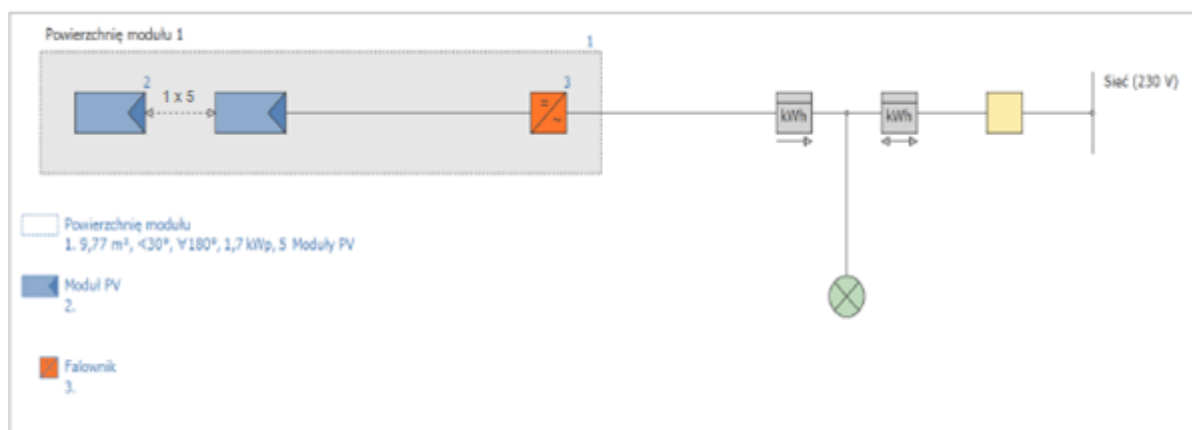 Powierzchnię modułu 1
1
2
1 x 5
3
=
~
kWh
kWh
Sieć (230 V)
Powierzchnię modułu
1. 9,77 m², ∢30°, ∀180°, 1,7 kWp, 5 Moduły PV
Moduł PV
2.
Falownik
3.